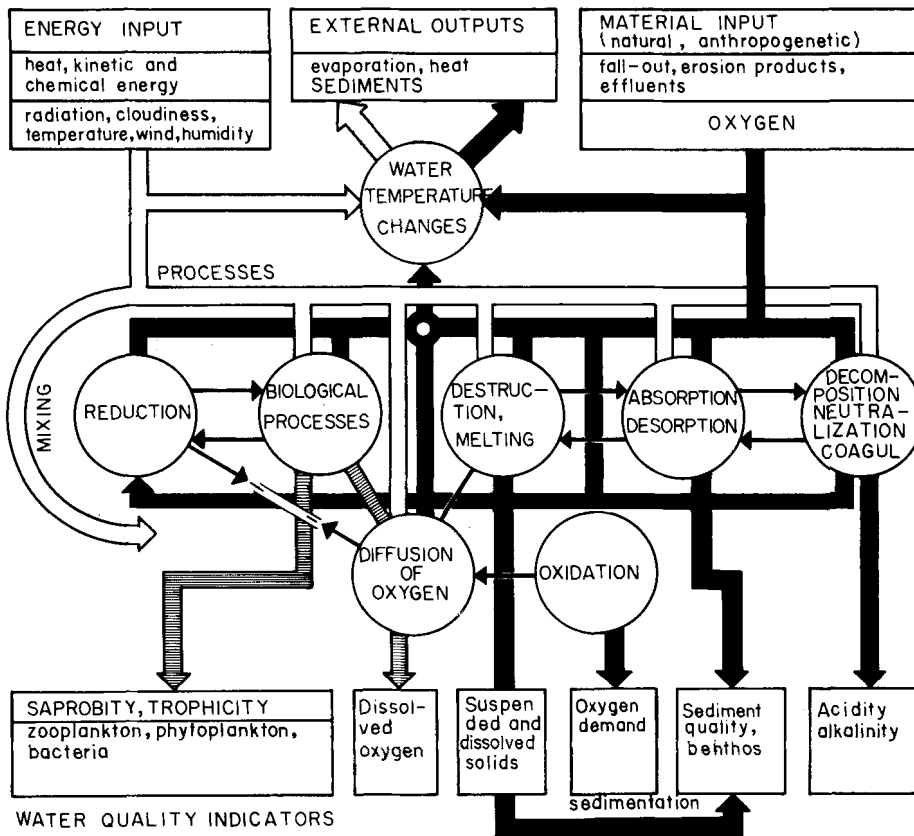 ENERGY INPUT
heat, kinetic and
chemical energy
radiation, cloudiness,
temperature, wind, humidity
EXTERNAL OUTPUTS
evaporation, heat
SEDIMENTS
MATERIAL INPUT
(natural, anthropogenetic)
fall-out, erosion products,
effluents
OXYGEN
WATER
TEMPERATURE
CHANGES
PROCESSES
MIXING
REDUCTION
BIOLOGICAL
PROCESSES
DESTRUC-
TION,
MELTING
ABSORPTION
DESORPTION
DECOM-
POSITION
NEUTRA-
LIZATION
COAGUL
DIFFUSION
OF
OXYGEN
OXIDATION
SAPROBITY, TROPHICITY
zooplankton, phytoplankton,
bacteria
Dissol-
ved
oxygen
Suspen
ded and
dissolved
solids
Oxygen
demand
Sediment
quality,
behthos
Acidity
alkalinity
sedimentation
WATER QUALITY INDICATORS